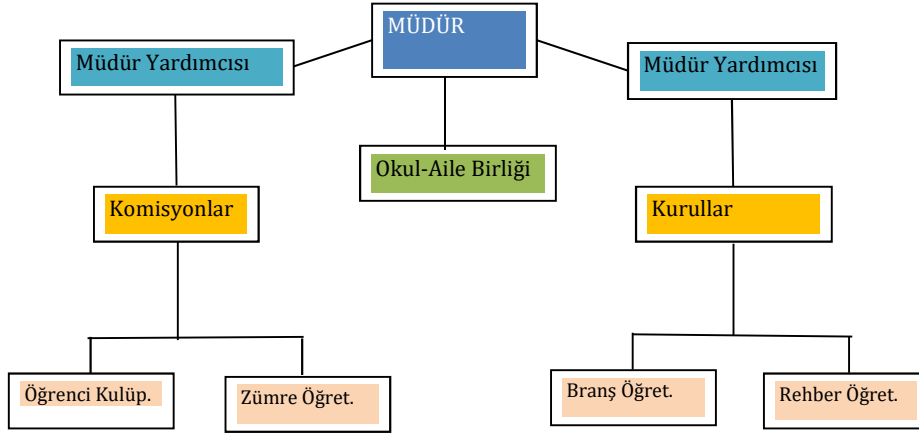 MÜDÜR
Müdür Yardımcısı
Müdür Yardımcısı
Okul-Aile Birliği
Komisyonlar
Kurullar
Öğrenci Kulüp.
Zümre Öğret.
Branş Öğret.
Rehber Öğret.